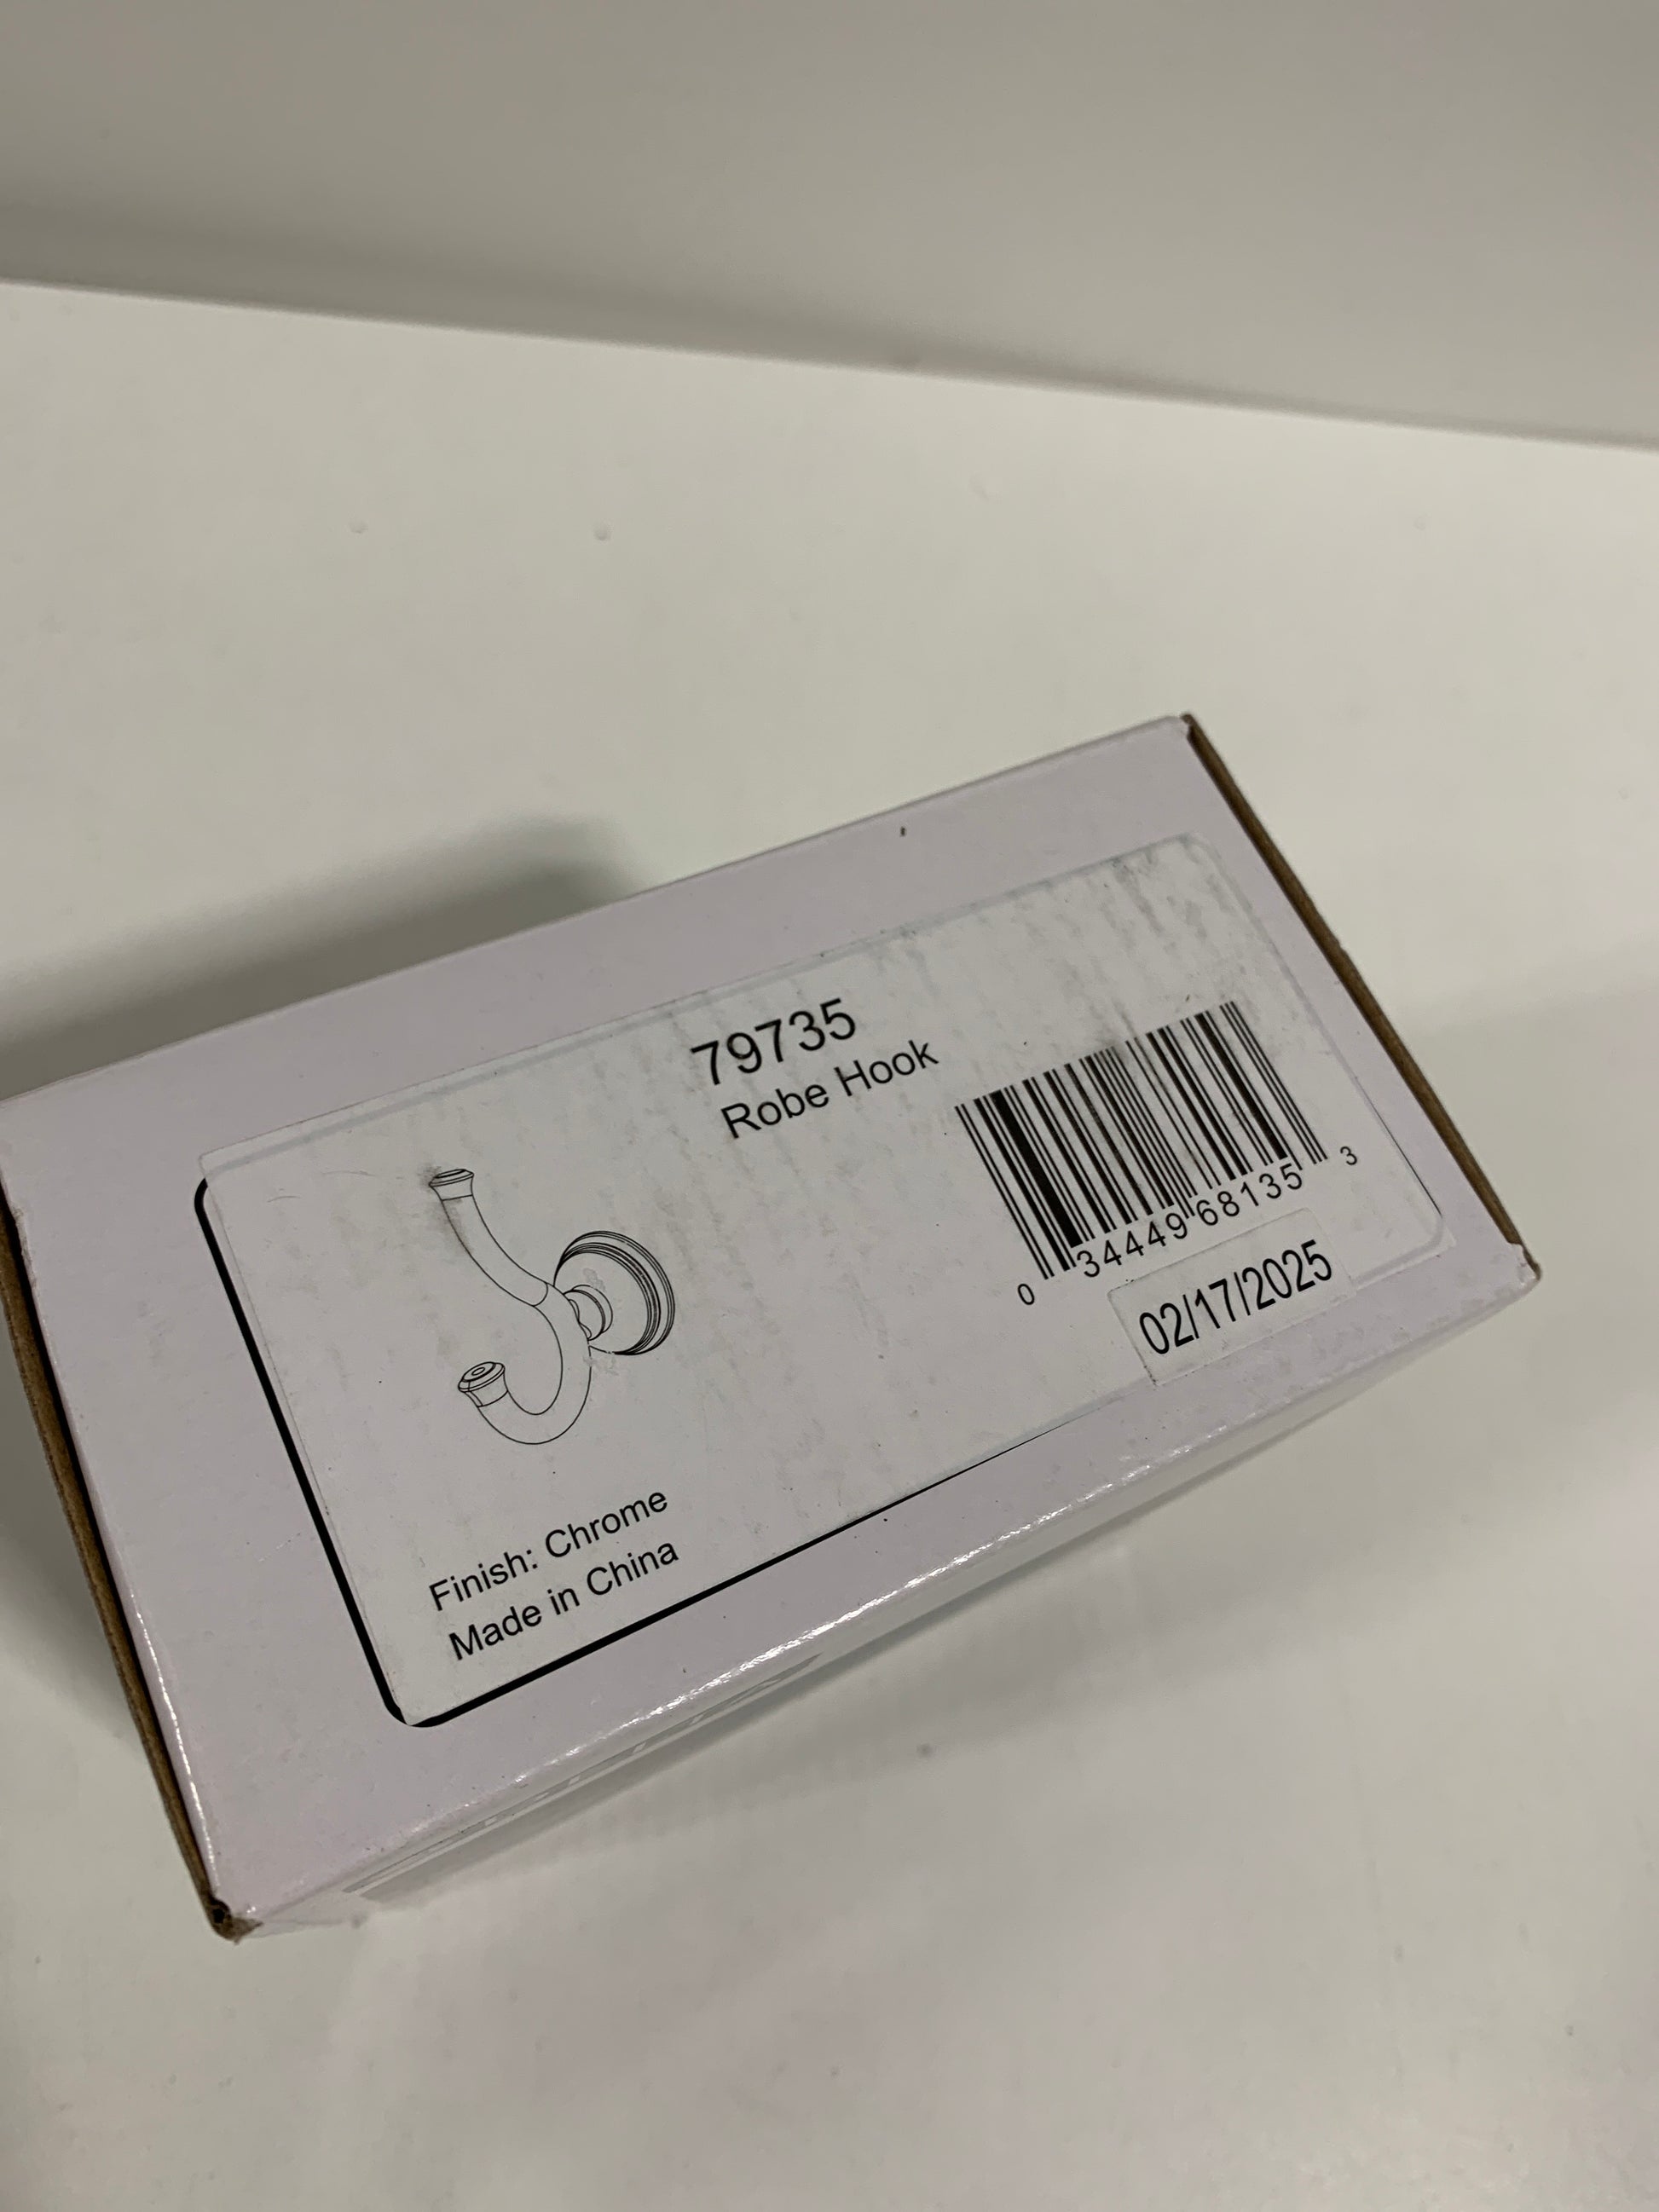 79735
Robe Hook
0 34449 68135 3
02/17/2025
Finish: Chrome
Made in China